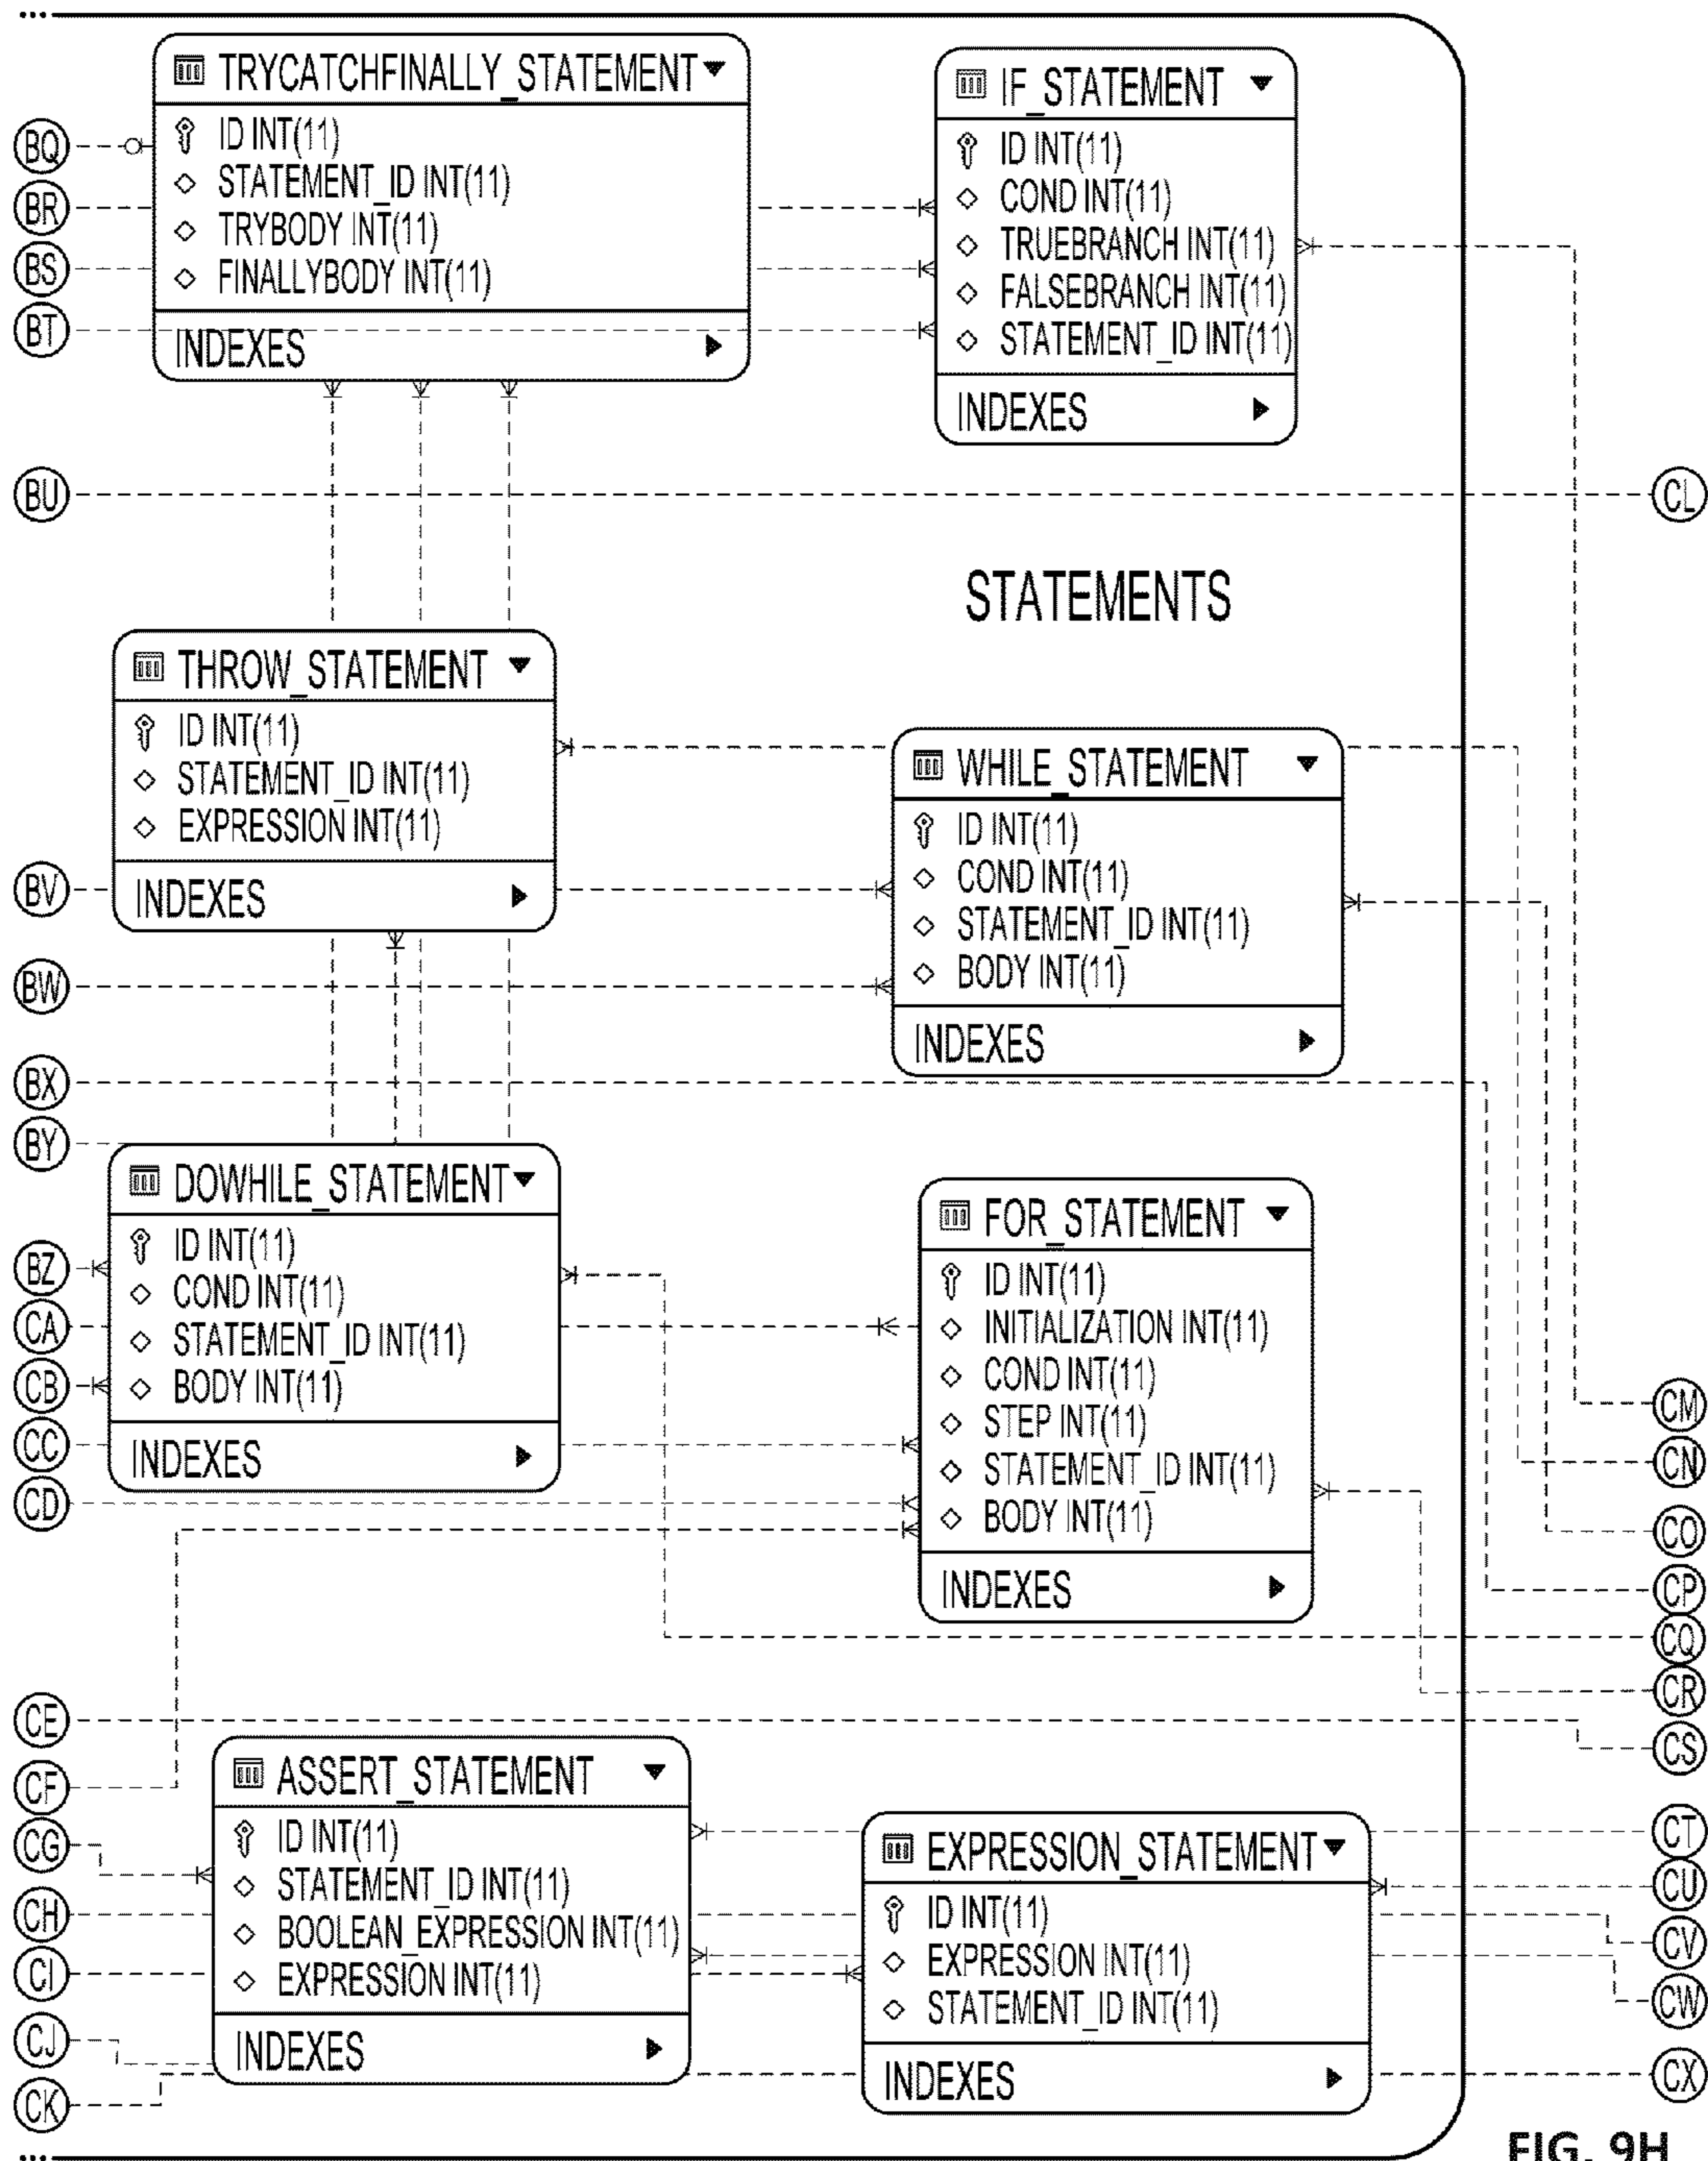 ...
TRYCATCHFINALLY_STATEMENT
ID INT(11)
STATEMENT_ID INT(11)
TRYBODY INT(11)
FINALLYBODY INT(11)
INDEXES
IF_STATEMENT
ID INT(11)
COND INT(11)
TRUEBRANCH INT(11)
FALSEBRANCH INT(11)
STATEMENT_ID INT(11)
INDEXES
BQ
BR
BS
BT
BU
CL
STATEMENTS
THROW_STATEMENT
ID INT(11)
STATEMENT_ID INT(11)
EXPRESSION INT(11)
INDEXES
WHILE_STATEMENT
ID INT(11)
COND INT(11)
STATEMENT_ID INT(11)
BODY INT(11)
INDEXES
BV
BW
BX
BY
DOWHILE_STATEMENT
ID INT(11)
COND INT(11)
STATEMENT_ID INT(11)
BODY INT(11)
INDEXES
FOR_STATEMENT
ID INT(11)
INITIALIZATION INT(11)
COND INT(11)
STEP INT(11)
STATEMENT_ID INT(11)
BODY INT(11)
INDEXES
BZ
CA
CB
CC
CD
CM
CN
CO
CP
CQ
CR
CS
CE
CF
CG
CH
CI
CJ
CK
ASSERT_STATEMENT
ID INT(11)
STATEMENT_ID INT(11)
BOOLEAN_EXPRESSION INT(11)
EXPRESSION INT(11)
INDEXES
EXPRESSION_STATEMENT
ID INT(11)
EXPRESSION INT(11)
STATEMENT_ID INT(11)
INDEXES
CT
CU
CV
CW
CX
...
FIG. 9H